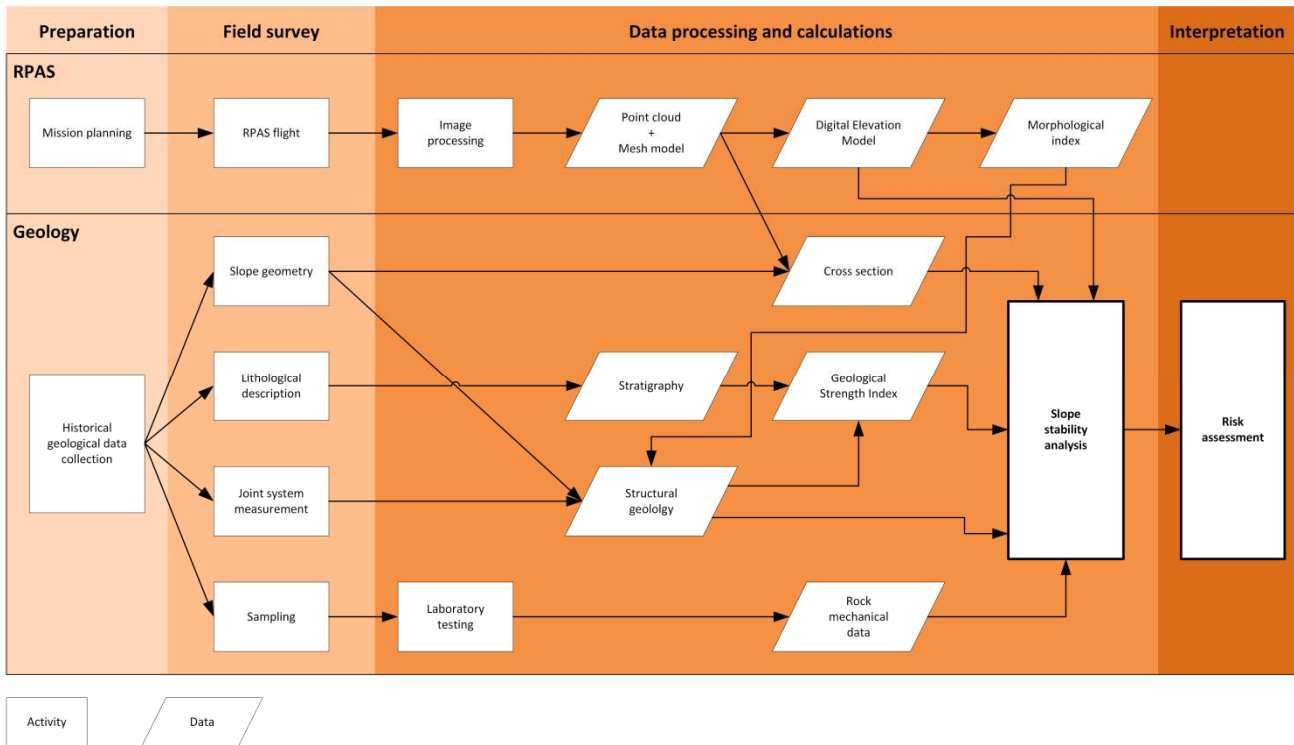 Preparation
Field survey
Data processing and calculations
Interpretation
RPAS
Mission planning
RPAS flight
Image
processing
Point cloud
+
Mesh model
Digital Elevation
Model
Morphological
index
Geology
Slope geometry
Cross section
Lithological
description
Stratigraphy
Geological
Strength Index
Historical
geological data
collection
Slope
stability
analysis
Risk
assessment
Joint system
measurement
Structural
geololgy
Sampling
Laboratory
testing
Rock
mechanical
data
Activity
Data